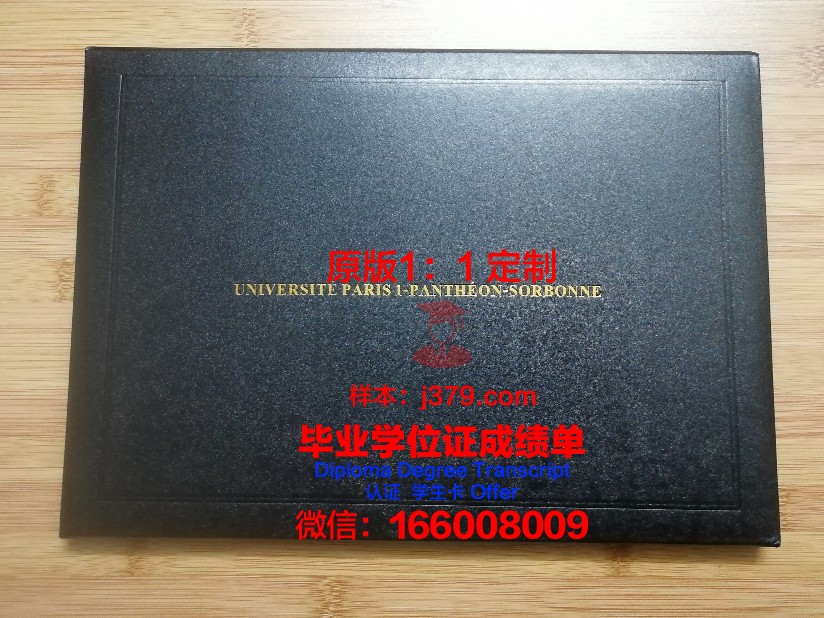 原版1：1 定制
UNIVERSITÉ PARIS 1-PANTHÉON-SORBONNE
样本：j379.com
毕业学位证成绩单
Diploma Degree Transcript
认证 学生卡 Offer
微信：166008009